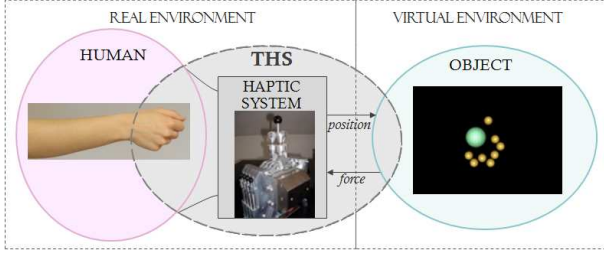 REAL ENVIRONMENT
VIRTUAL ENVIRONMENT
HUMAN
THS
OBJECT
HAPTIC
SYSTEM
position
force